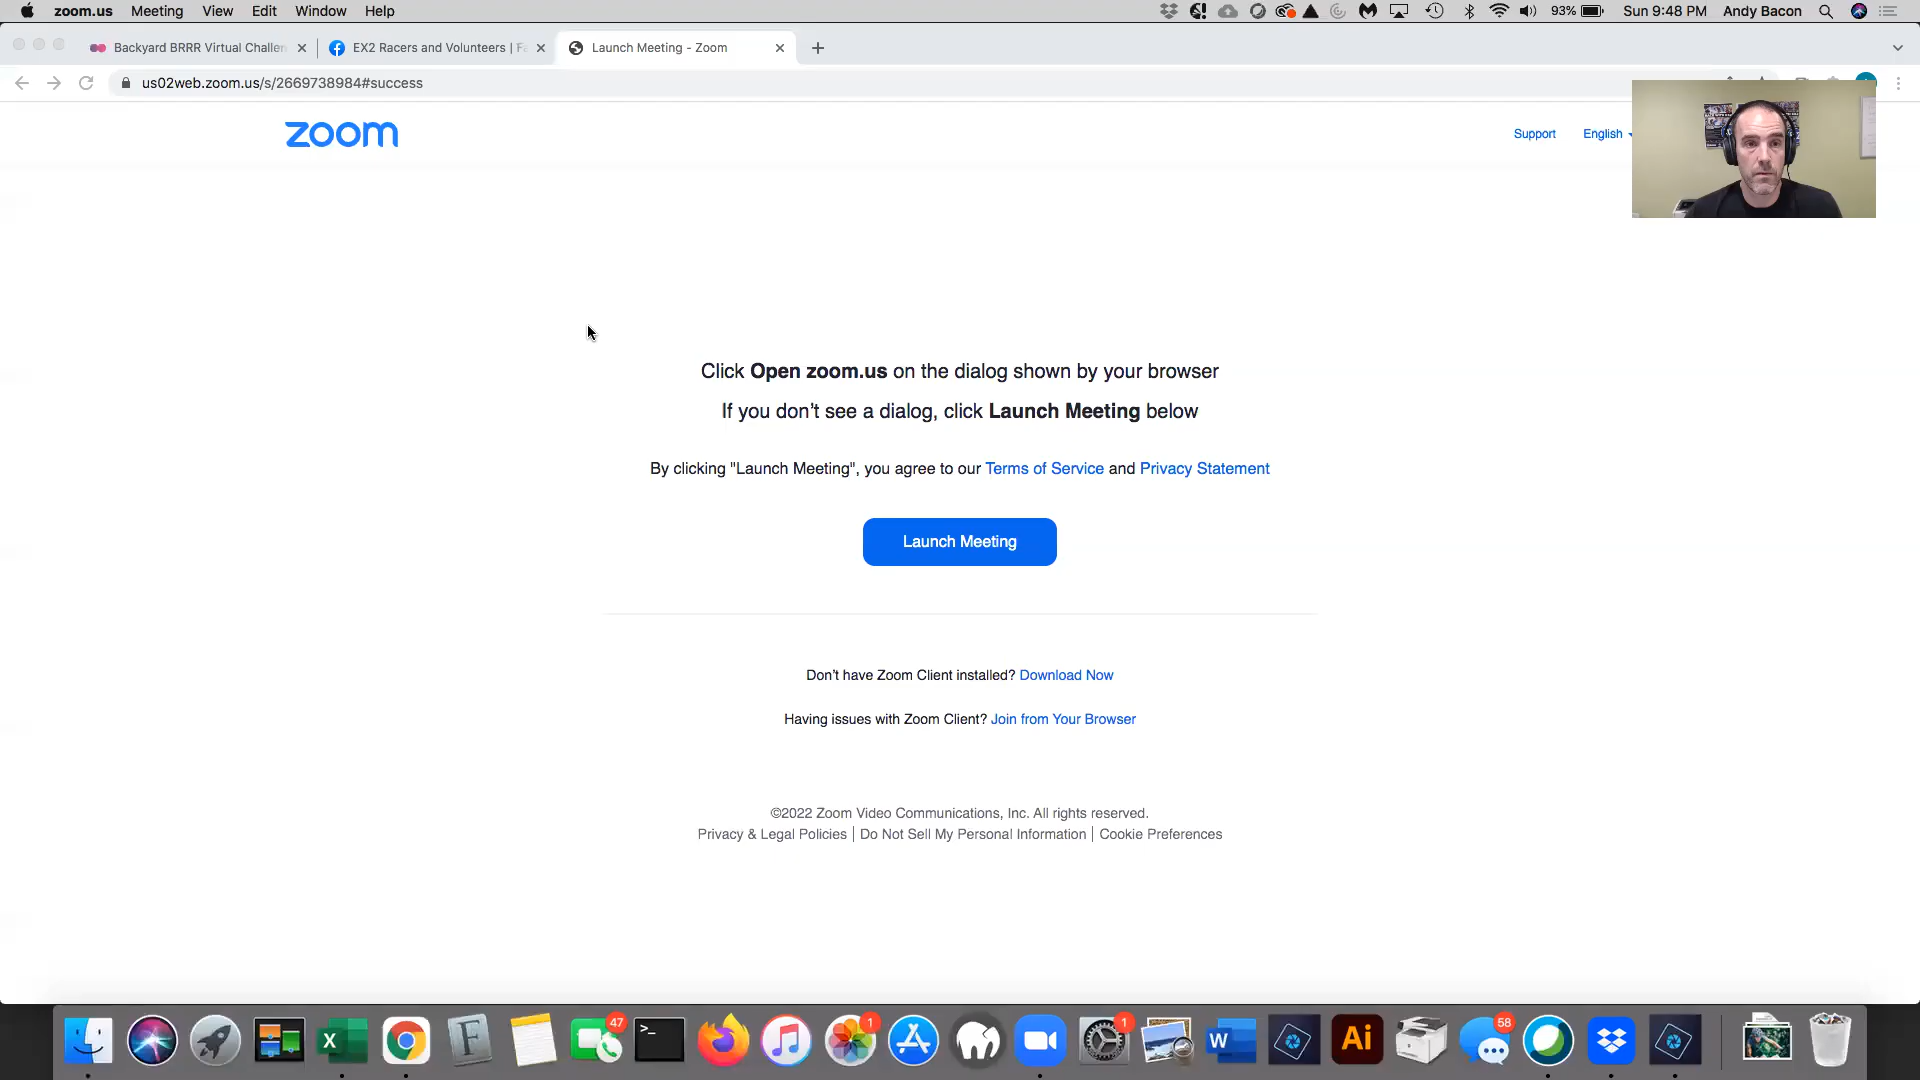 zoom.us Meeting View Edit Window Help 93% Sun 9:48 PM Andy Bacon
Backyard BRRR Virtual Challen EX2 Racers and Volunteers | Fa Launch Meeting - Zoom
us02web.zoom.us/s/2669738984#success
zoom
Support English
Click Open zoom.us on the dialog shown by your browser
If you don’t see a dialog, click Launch Meeting below
By clicking "Launch Meeting", you agree to our Terms of Service and Privacy Statement
Launch Meeting
Don’t have Zoom Client installed? Download Now
Having issues with Zoom Client? Join from Your Browser
©2022 Zoom Video Communications, Inc. All rights reserved.
Privacy & Legal Policies | Do Not Sell My Personal Information | Cookie Preferences
X F 47 >_ 1 1 W Ai 58